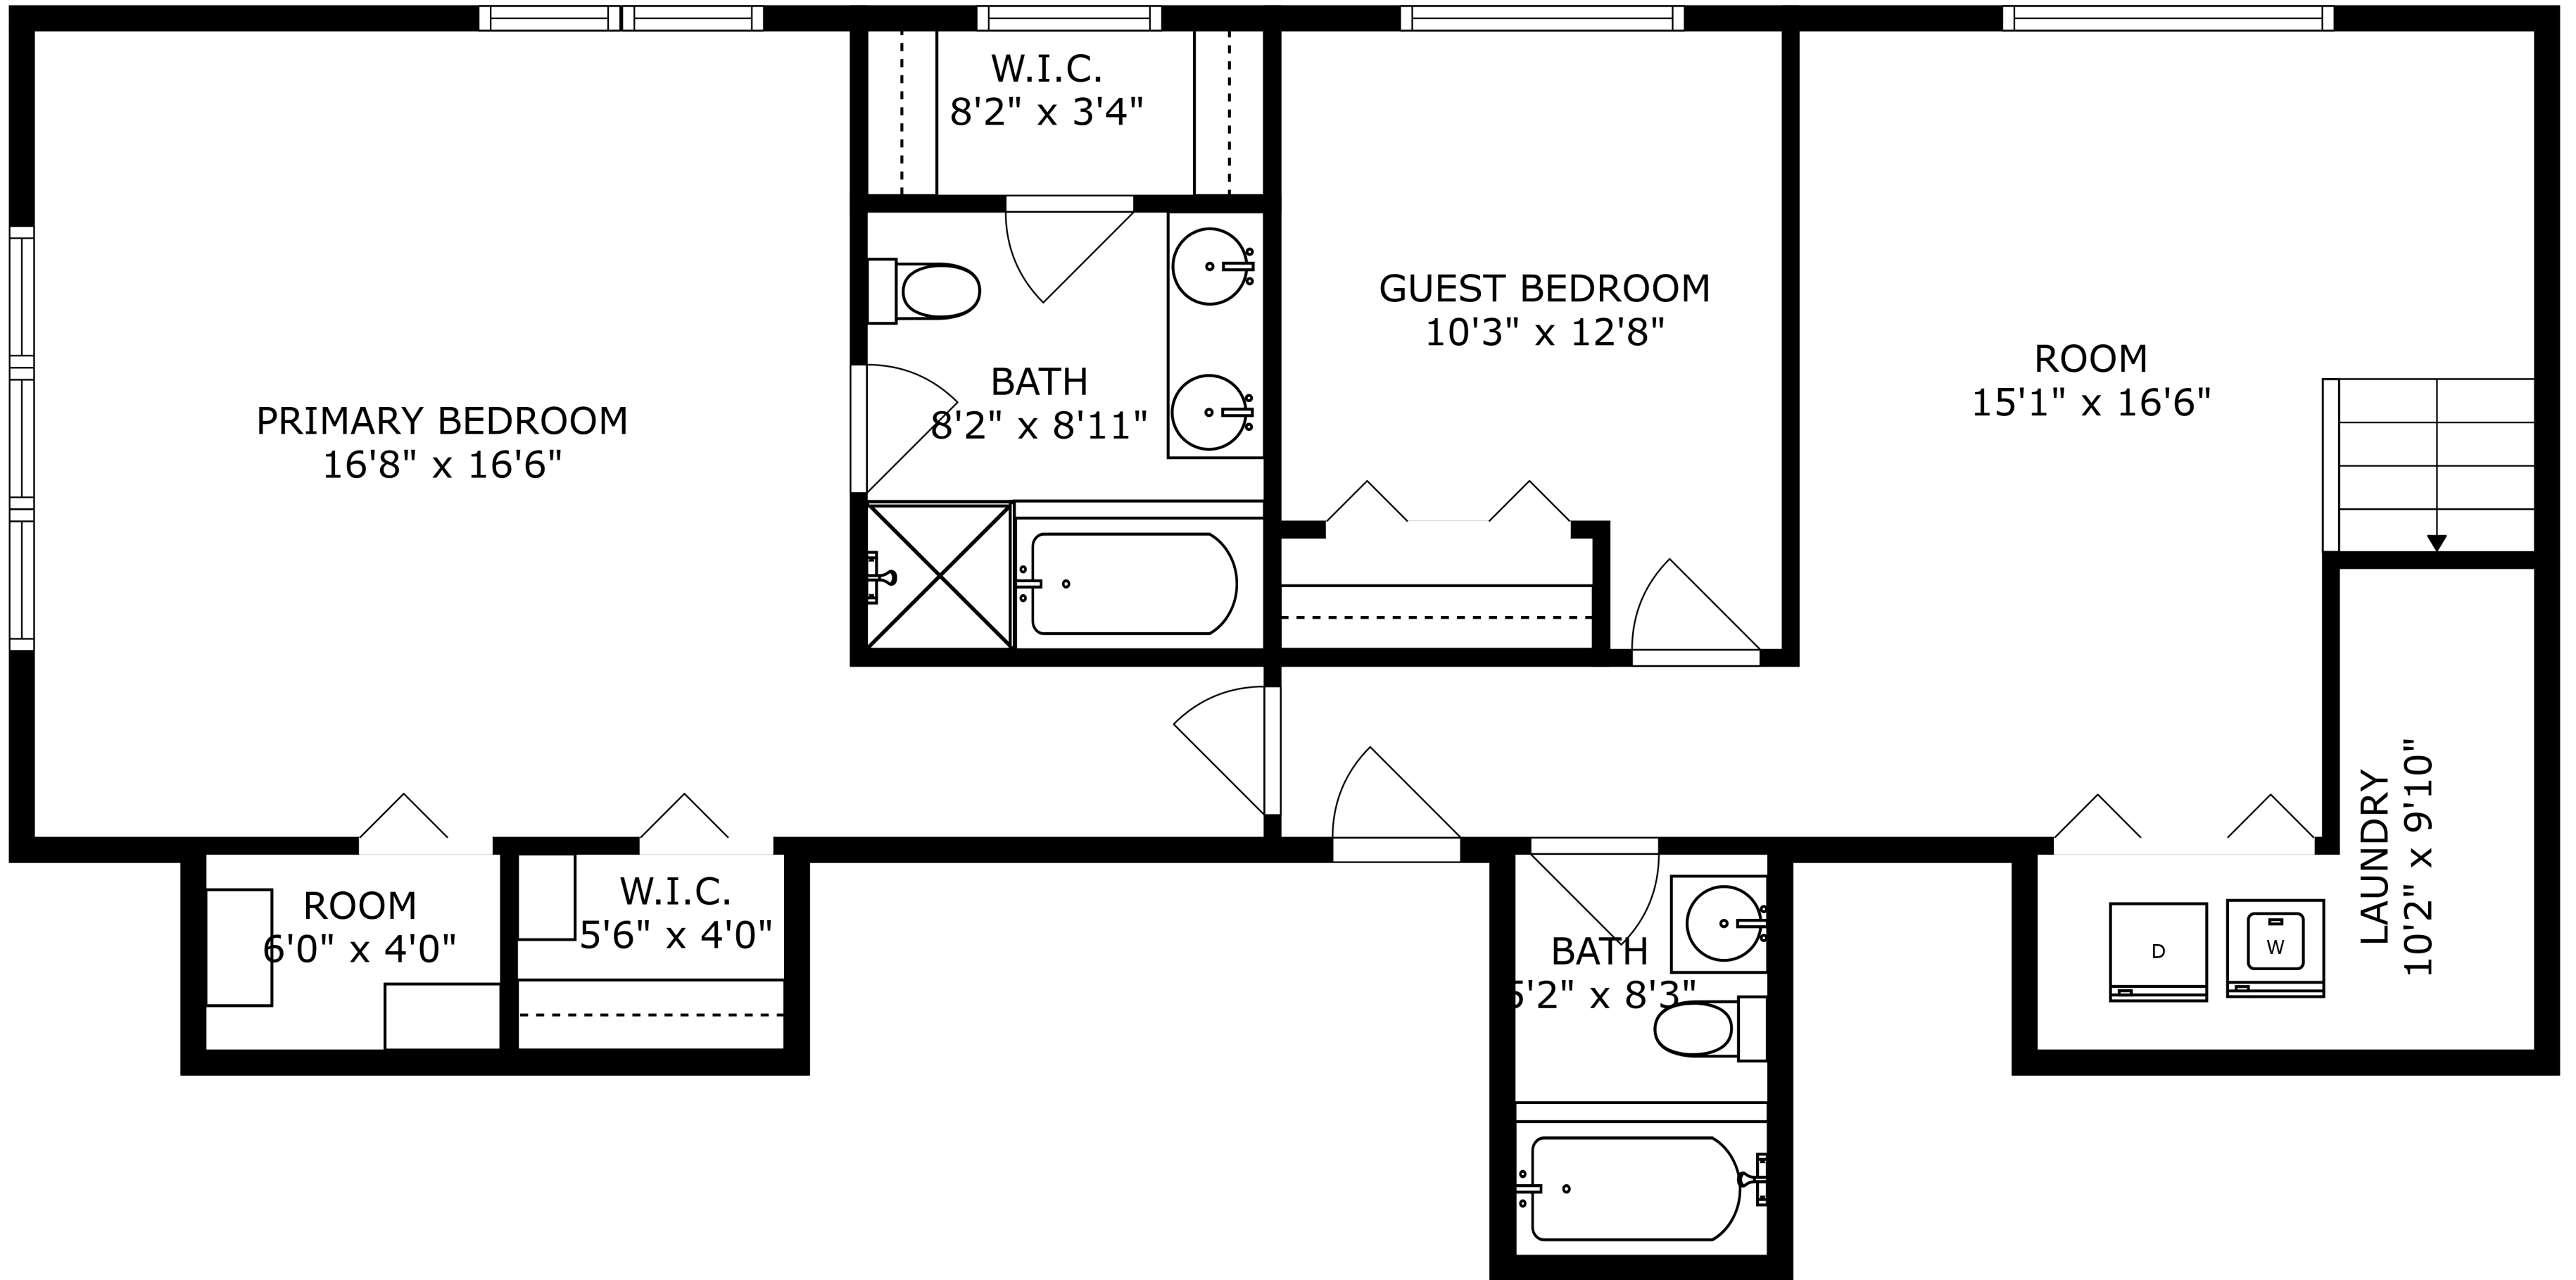 W.I.C.
8'2" x 3'4"
GUEST BEDROOM
10'3" x 12'8"
ROOM
15'1" x 16'6"
BATH
8'2" x 8'11"
PRIMARY BEDROOM
16'8" x 16'6"
LAUNDRY
10'2" x 9'10"
ROOM
6'0" x 4'0"
W.I.C.
5'6" x 4'0"
BATH
5'2" x 8'3"
D
W